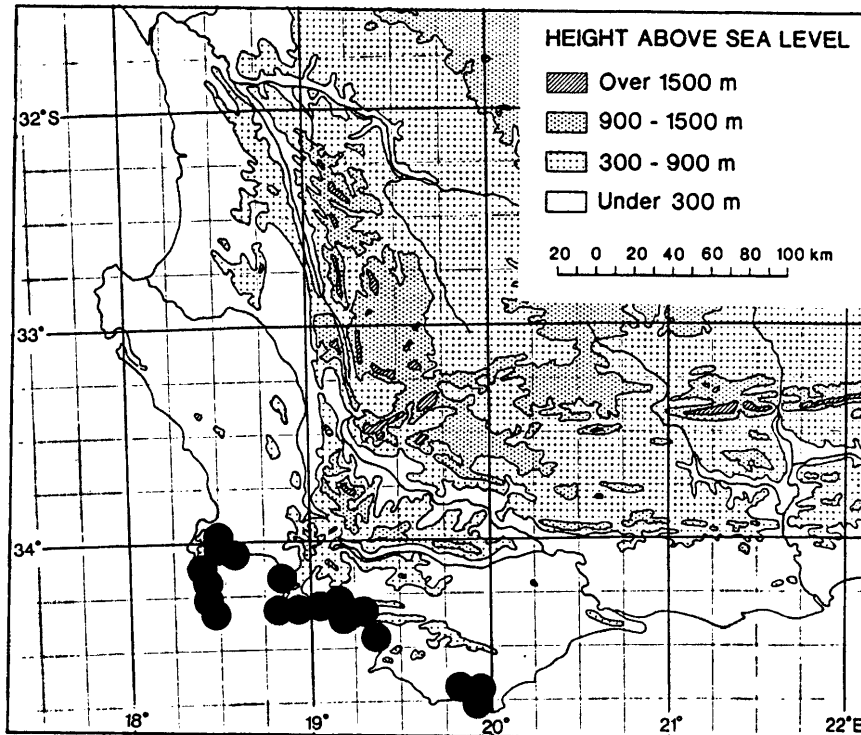 HEIGHT ABOVE SEA LEVEL
Over 1500 m
900 - 1500 m
300 - 900 m
Under 300 m
20 0 20 40 60 80 100 km
32°S
33°
34°
18°
19°
20°
21°
22°E